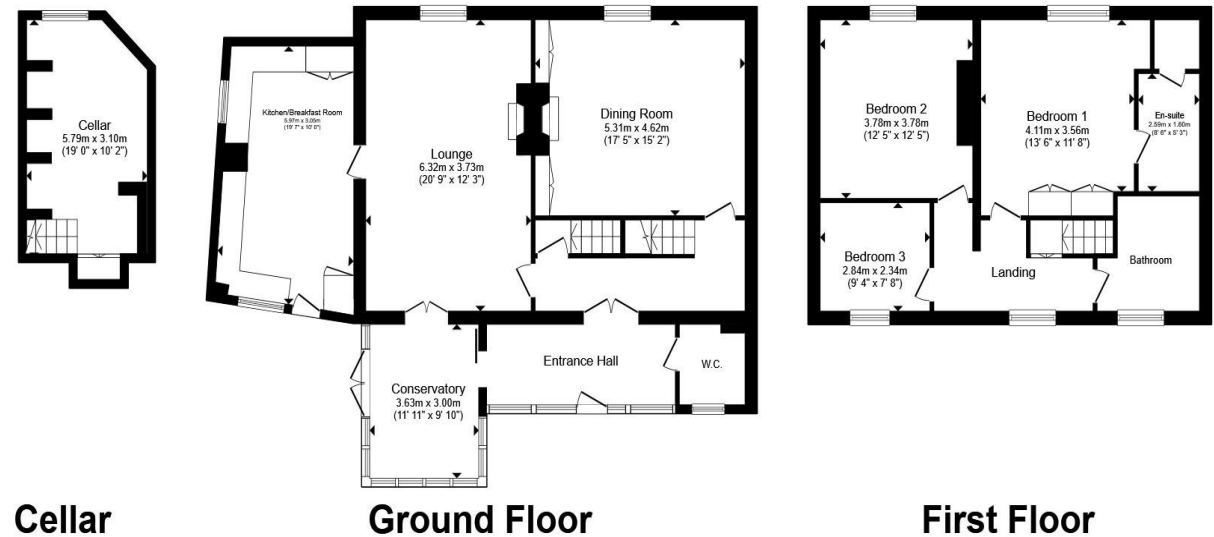 Cellar
5.79m x 3.10m
(19' 0" x 10' 2")
Kitchen/Breakfast Room
5.97m x 3.05m
(19' 7" x 10' 0")
Lounge
6.32m x 3.73m
(20' 9" x 12' 3")
Dining Room
5.31m x 4.62m
(17' 5" x 15' 2")
Conservatory
3.63m x 3.00m
(11' 11" x 9' 10")
Entrance Hall
W.C.
Bedroom 2
3.78m x 3.78m
(12' 5" x 12' 5")
Bedroom 1
4.11m x 3.56m
(13' 6" x 11' 8")
En-suite
2.59m x 1.60m
(8' 6" x 5' 3")
Bedroom 3
2.84m x 2.34m
(9' 4" x 7' 8")
Landing
Bathroom
Cellar
Ground Floor
First Floor